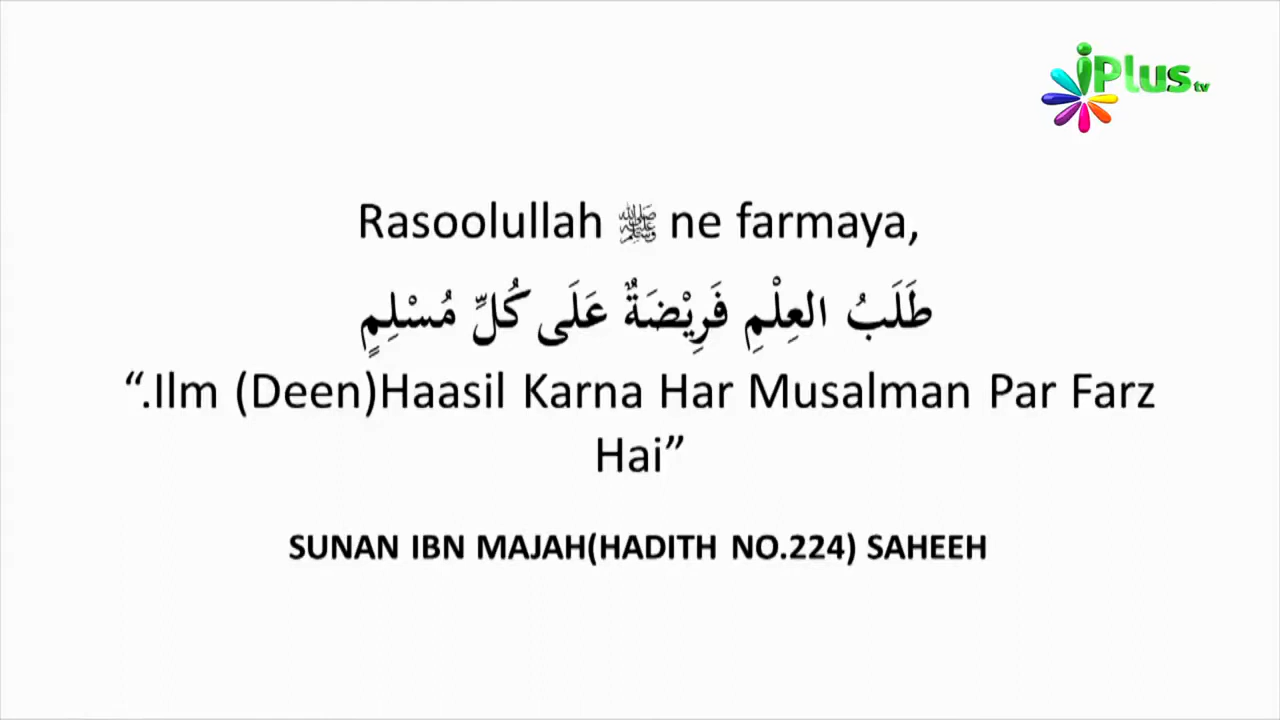 iPlus tv
Rasoolullah ﷺ ne farmaya,
طَلَبُ العِلْمِ فَرِيْضَةٌ عَلَى كُلِّ مُسْلِمٍ
“.Ilm (Deen)Haasil Karna Har Musalman Par Farz
Hai”
SUNAN IBN MAJAH(HADITH NO.224) SAHEEH